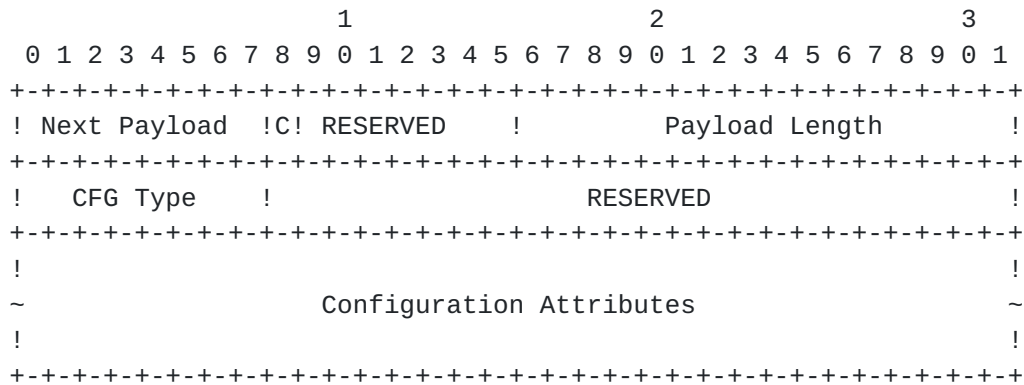 1                   2                   3
 0 1 2 3 4 5 6 7 8 9 0 1 2 3 4 5 6 7 8 9 0 1 2 3 4 5 6 7 8 9 0 1
+-+-+-+-+-+-+-+-+-+-+-+-+-+-+-+-+-+-+-+-+-+-+-+-+-+-+-+-+-+-+-+-+
! Next Payload  !C! RESERVED    !         Payload Length        !
+-+-+-+-+-+-+-+-+-+-+-+-+-+-+-+-+-+-+-+-+-+-+-+-+-+-+-+-+-+-+-+-+
!   CFG Type    !                    RESERVED                   !
+-+-+-+-+-+-+-+-+-+-+-+-+-+-+-+-+-+-+-+-+-+-+-+-+-+-+-+-+-+-+-+-+
!                                                               !
~                   Configuration Attributes                    ~
!                                                               !
+-+-+-+-+-+-+-+-+-+-+-+-+-+-+-+-+-+-+-+-+-+-+-+-+-+-+-+-+-+-+-+-+